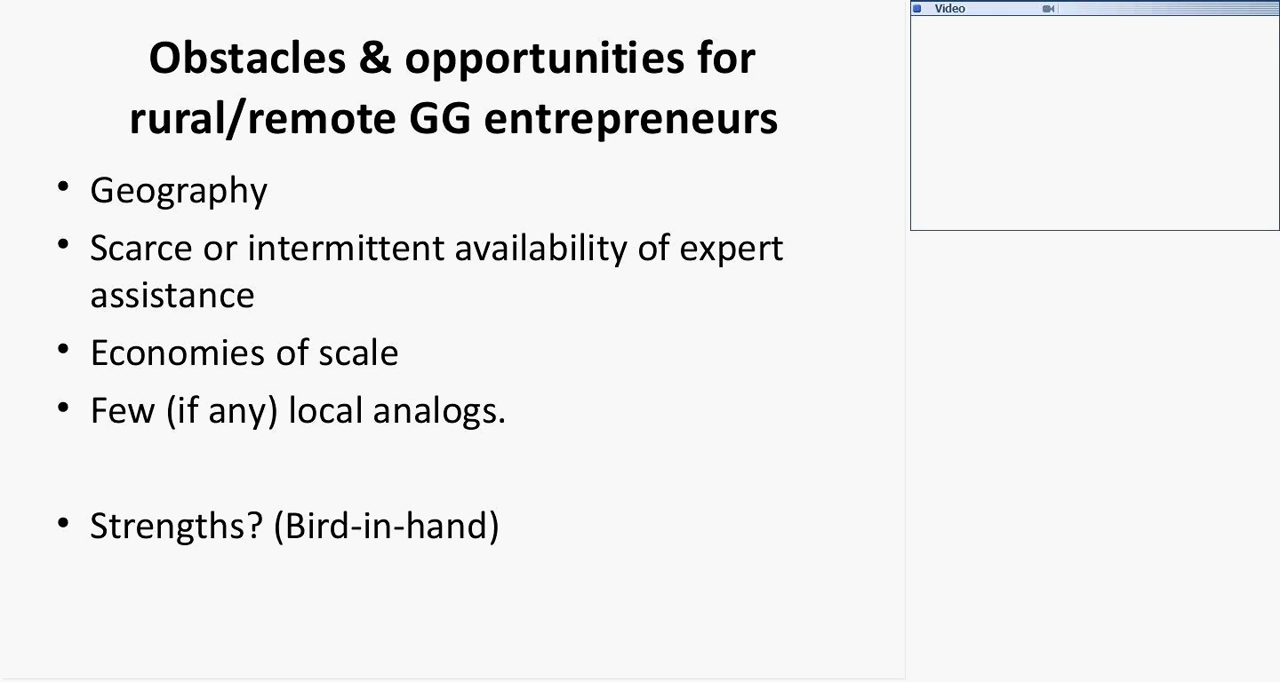 Obstacles & opportunities for
rural/remote GG entrepreneurs
• Geography
• Scarce or intermittent availability of expert
assistance
• Economies of scale
• Few (if any) local analogs.
• Strengths? (Bird-in-hand)
Video